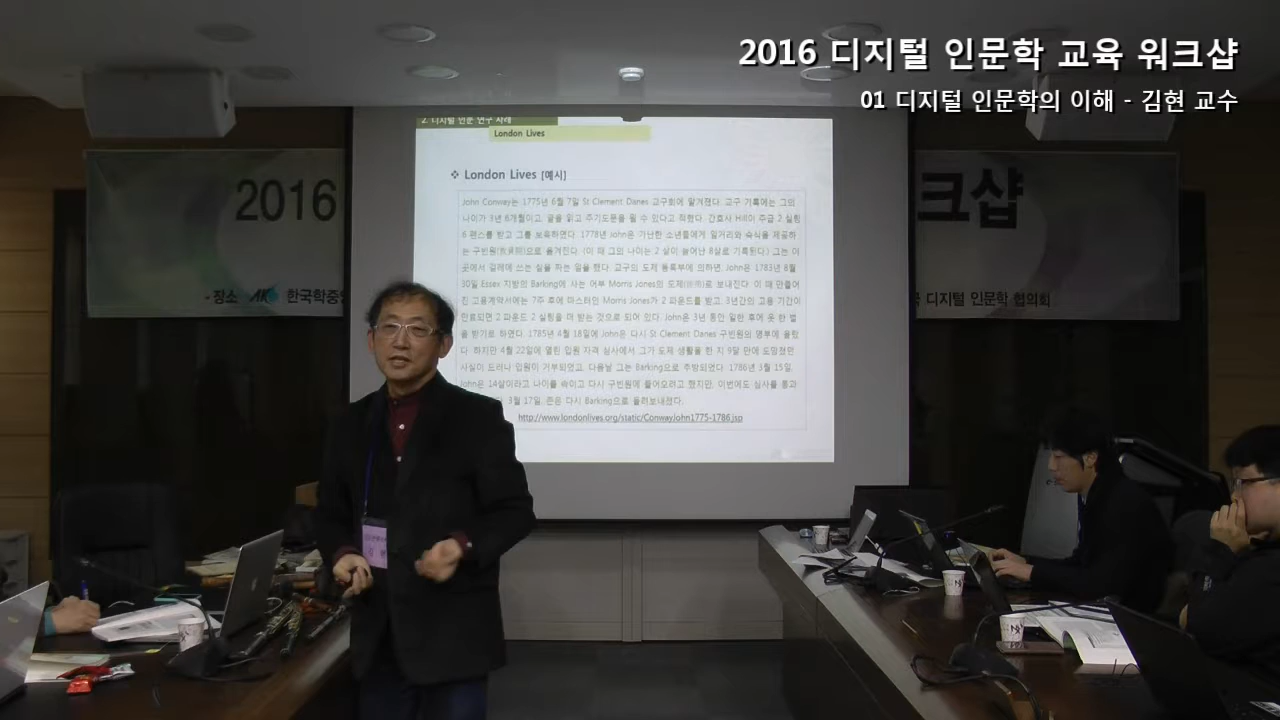 2016 디지털 인문학 교육 워크샵
01 디지털 인문학의 이해 - 김현 교수
2. 디지털 인문 연구 사례
London Lives
❖ London Lives [예시]
John Conway는 1775년 6월 7일 St Clement Danes 교구회에 맡겨졌다. 교구 기록에는 그의
나이가 3년 8개월이고, 글을 읽고 주기도문을 욀 수 있다고 적혔다. 간호사 Hill이 주급 2 실링
6 펜스를 받고 그를 보육하였다. 1778년 John은 가난한 소년들에게 일거리와 숙식을 제공하
는 구빈원(救貧院)으로 옮겨진다. (이 때 그의 나이는 2 살이 늘어난 8살로 기록된다.) 그는 이
곳에서 걸레에 쓰는 실을 짜는 일을 했다. 교구의 도제 등록부에 의하면, John은 1783년 8월
30일 Essex 지방의 Barking에 사는 어부 Morris Jones의 도제(徒弟)로 보내진다. 이 때 만들어
진 고용계약서에는 7주 후에 마스터인 Morris Jones가 2 파운드를 받고, 3년간의 고용 기간이
만료되면 2 파운드 2 실링을 더 받는 것으로 되어 있다. John은 3년 동안 일한 후에 옷 한 벌
을 받기로 하였다. 1785년 4월 18일에 John은 다시 St Clement Danes 구빈원의 명부에 올랐
다. 하지만 4월 22일에 열린 입원 자격 심사에서 그가 도제 생활을 한 지 9달 만에 도망쳤던
사실이 드러나 입원이 거부되었고, 다음날 그는 Barking으로 추방되었다. 1786년 3월 15일,
John은 14살이라고 나이를 속이고 다시 구빈원에 들어오려고 했지만, 이번에도 심사를 통과
다. 3월 17일, 존은 다시 Barking으로 돌려보내졌다.
http://www.londonlives.org/static/ConwayJohn1775-1786.jsp
2016
크샵
- 장소
한국학중앙
디지털 인문학 협의회